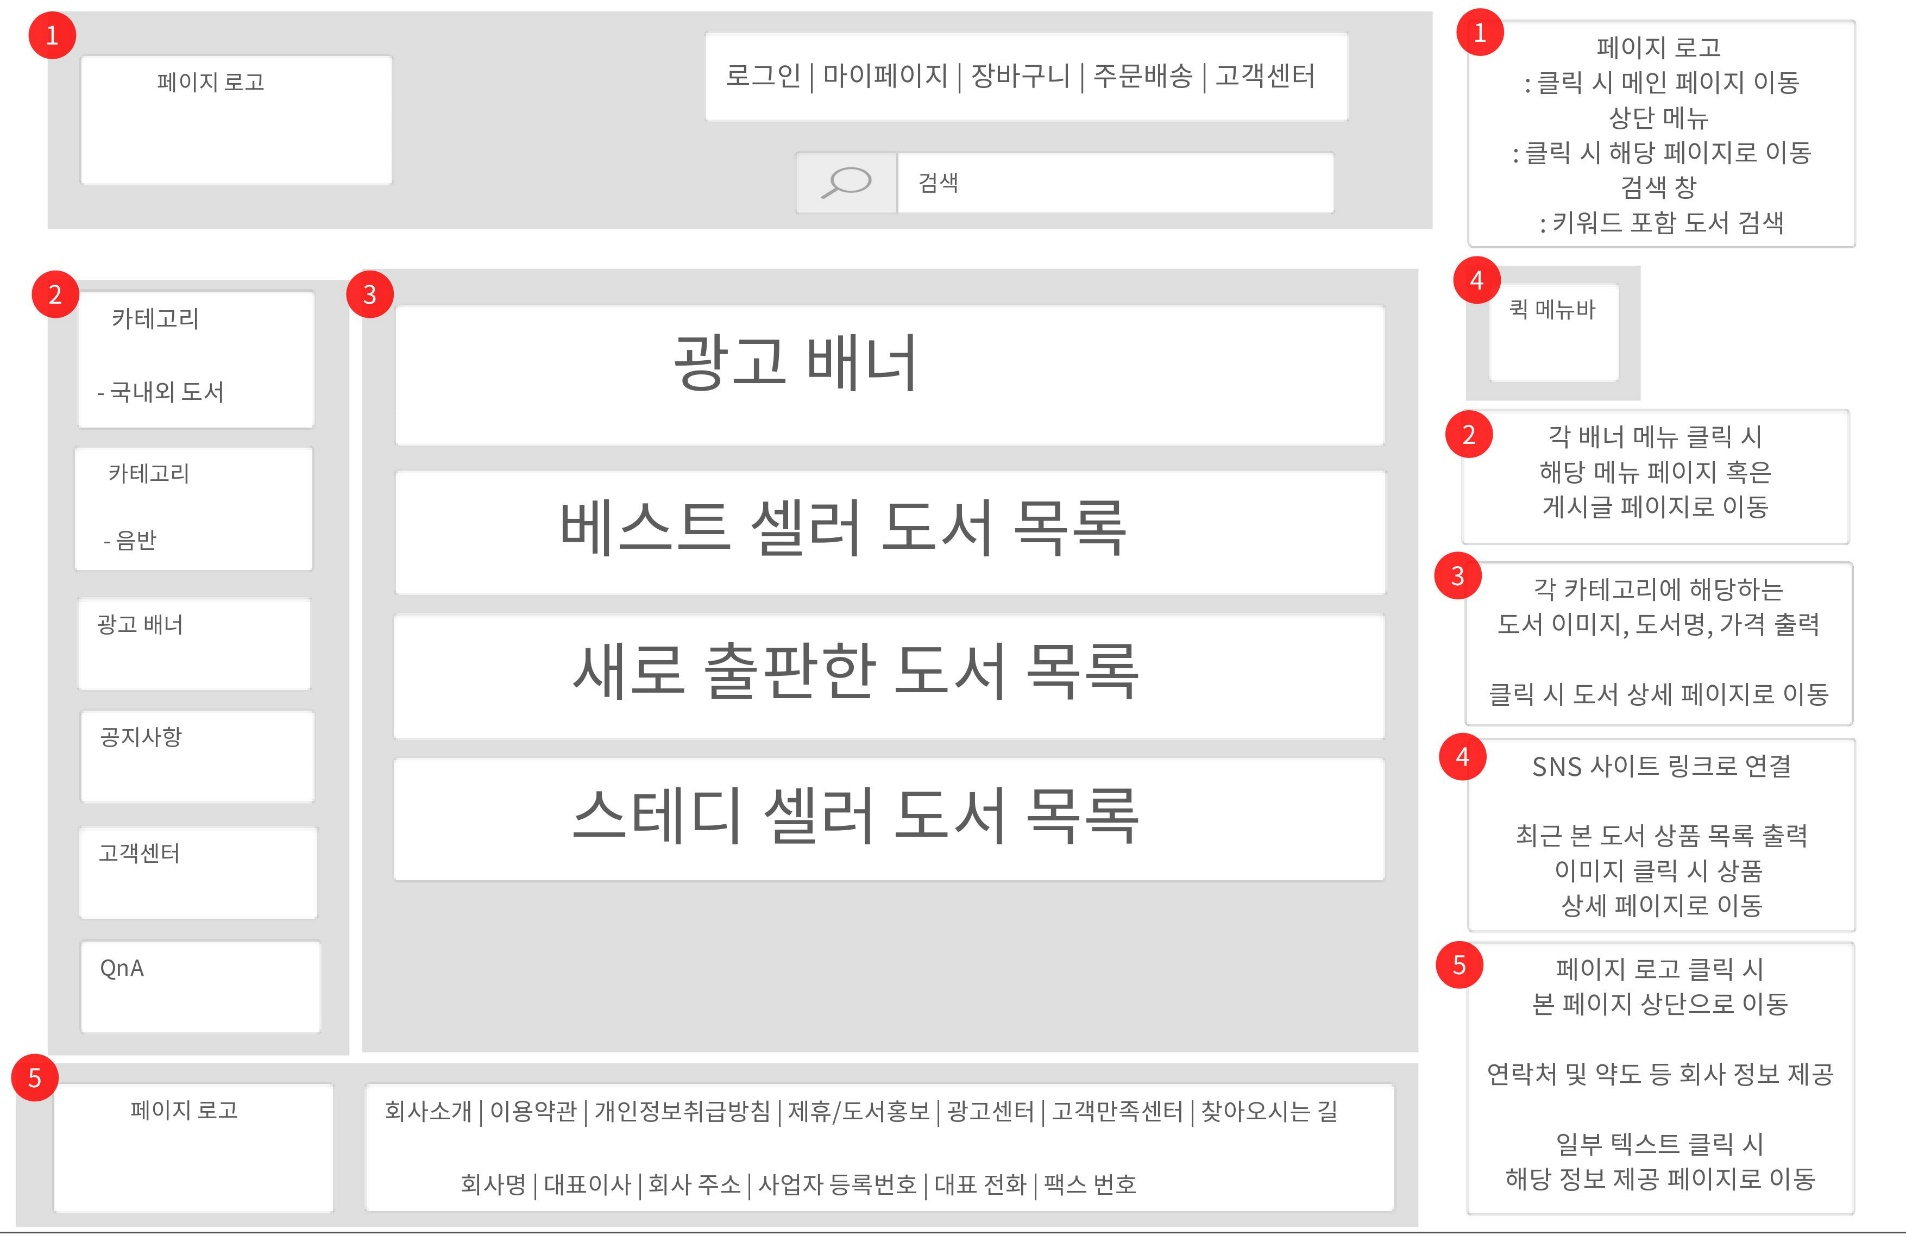 1
페이지 로고
로그인 | 마이페이지 | 장바구니 | 주문배송 | 고객센터
검색
1
페이지 로고
: 클릭 시 메인 페이지 이동
상단 메뉴
: 클릭 시 해당 페이지로 이동
검색 창
: 키워드 포함 도서 검색
2
카테고리
- 국내외 도서
카테고리
- 음반
광고 배너
공지사항
고객센터
QnA
3
광고 배너
베스트 셀러 도서 목록
새로 출판한 도서 목록
스테디 셀러 도서 목록
4
퀵 메뉴바
2
각 배너 메뉴 클릭 시
해당 메뉴 페이지 혹은
게시글 페이지로 이동
3
각 카테고리에 해당하는
도서 이미지, 도서명, 가격 출력
클릭 시 도서 상세 페이지로 이동
4
SNS 사이트 링크로 연결
최근 본 도서 상품 목록 출력
이미지 클릭 시 상품
상세 페이지로 이동
5
페이지 로고
회사소개 | 이용약관 | 개인정보취급방침 | 제휴/도서홍보 | 광고센터 | 고객만족센터 | 찾아오시는 길
회사명 | 대표이사 | 회사 주소 | 사업자 등록번호 | 대표 전화 | 팩스 번호
5
페이지 로고 클릭 시
본 페이지 상단으로 이동
연락처 및 약도 등 회사 정보 제공
일부 텍스트 클릭 시
해당 정보 제공 페이지로 이동